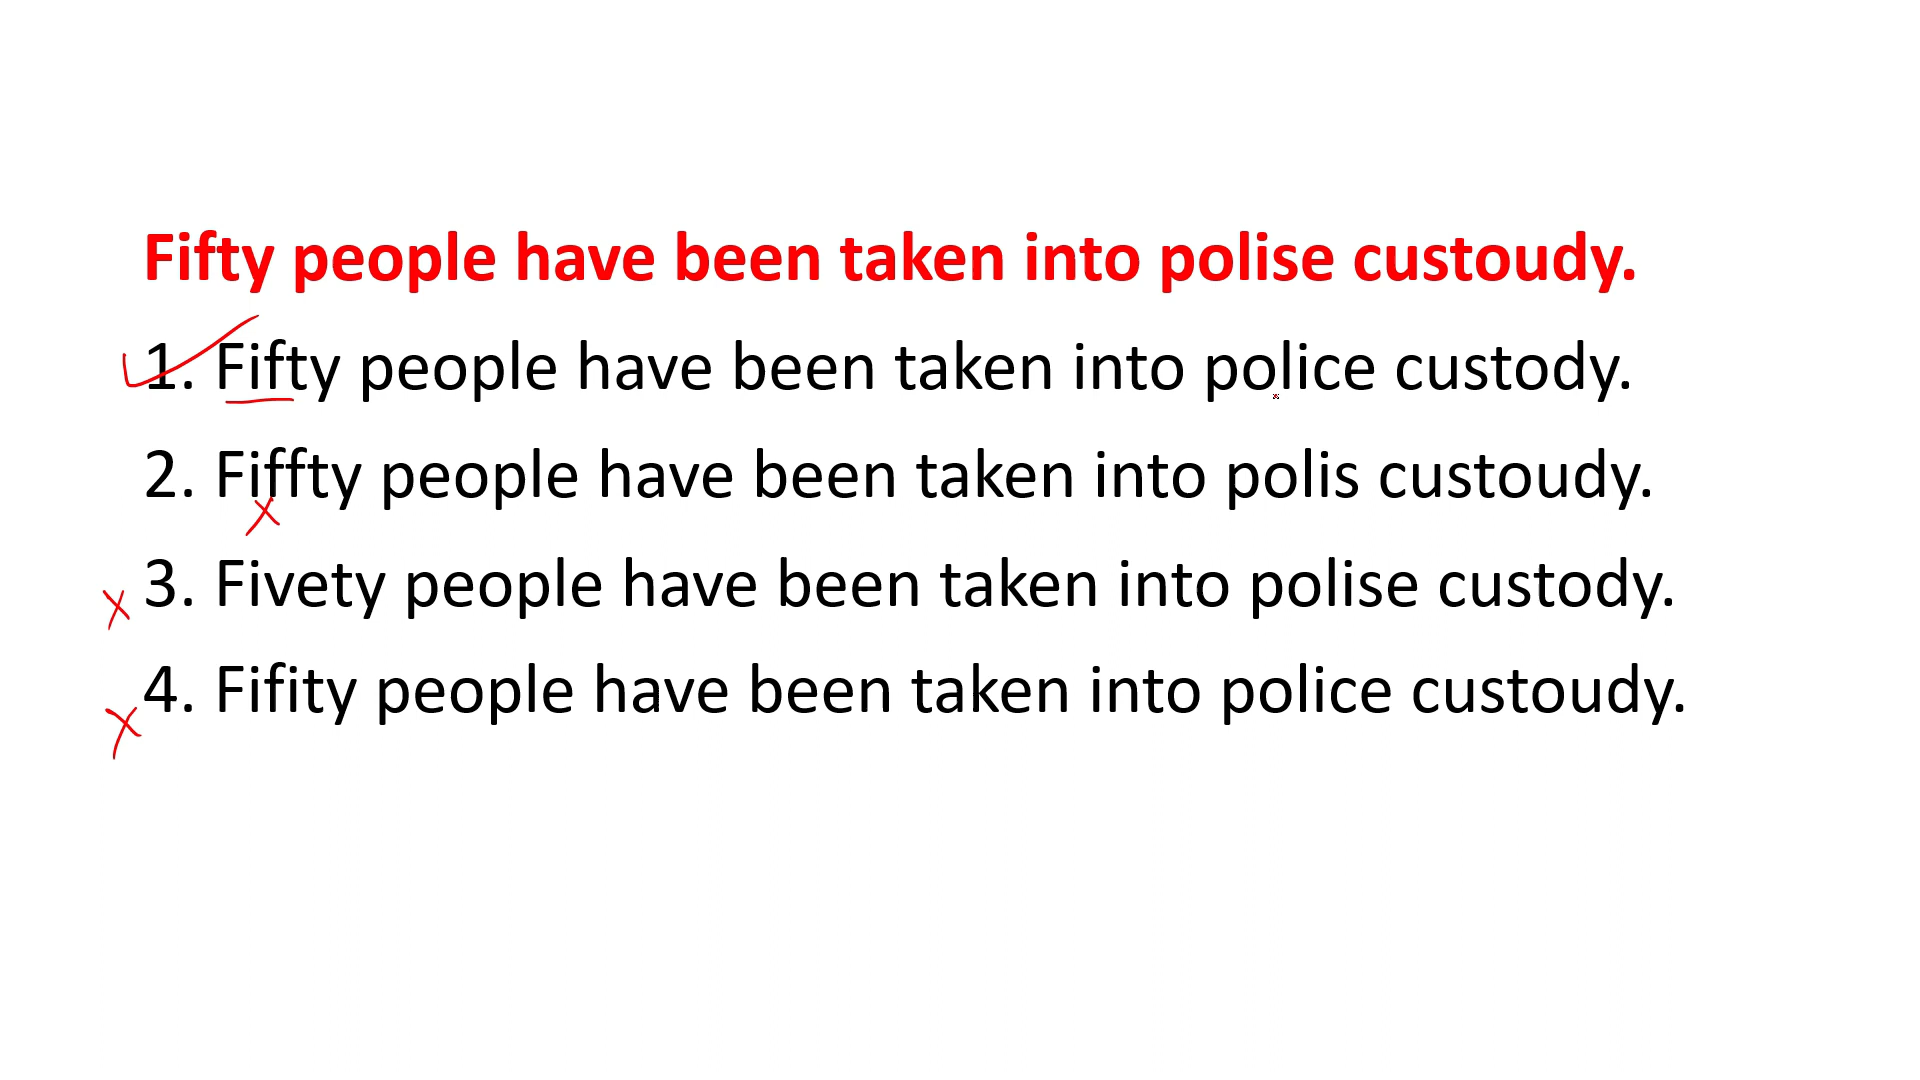 Fifty people have been taken into polise custoudy.
1. Fifty people have been taken into police custody.
2. Fiffty people have been taken into polis custoudy.
3. Fivety people have been taken into polise custody.
4. Fifity people have been taken into police custoudy.